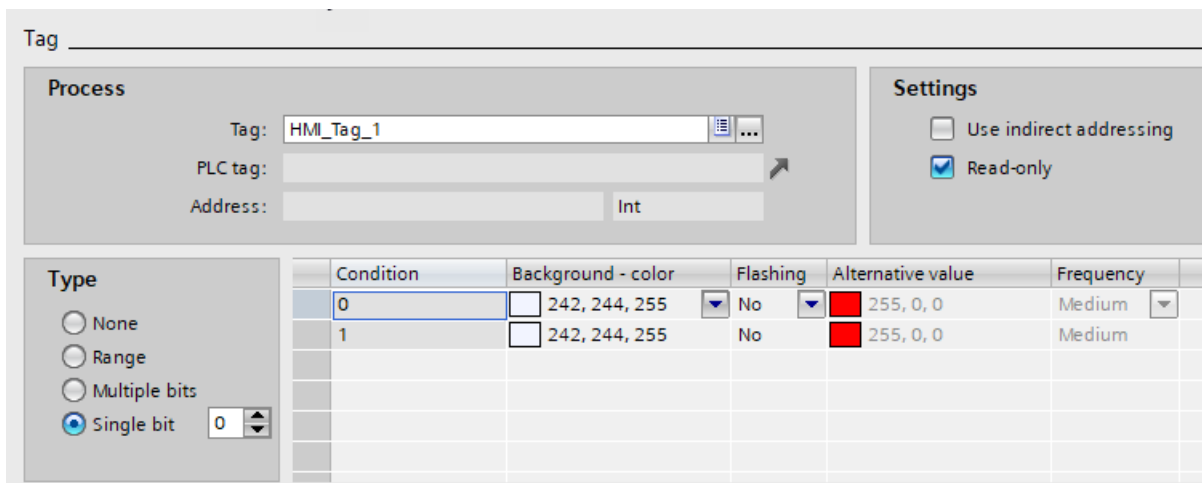 Tag
Process
Tag: HMI_Tag_1 ...
PLC tag:
Address: Int
Settings
Use indirect addressing
Read-only
Type
None
Range
Multiple bits
Single bit 0
Condition Background - color Flashing Alternative value Frequency
0 242, 244, 255 No 255, 0, 0 Medium
1 242, 244, 255 No 255, 0, 0 Medium